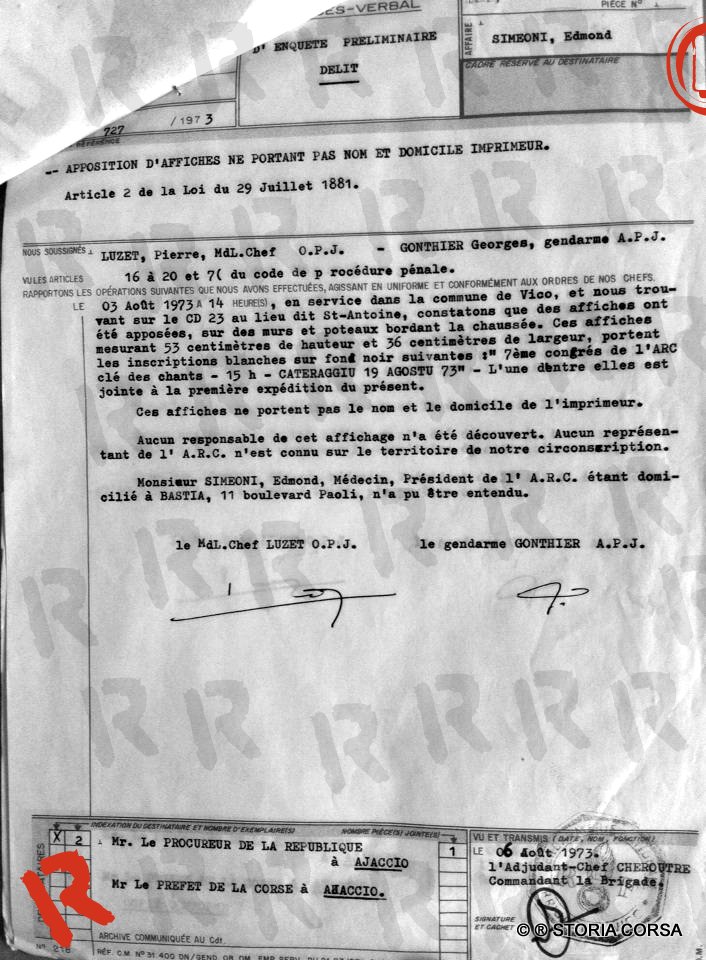 ÈS-VERBAL
D' ENQUETE PRELIMINAIRE
DELIT
PIÈCE N°
AFFAIRE
SIMEONI, Edmond
CADRE RÉSERVÉ AU DESTINATAIRE
727 / 1973
RÉFÉRENCE
-- APPOSITION D'AFFICHES NE PORTANT PAS NOM ET DOMICILE IMPRIMEUR.
Article 2 de la Loi du 29 Juillet 1881.
NOUS SOUSSIGNÉS LUZET, Pierre, MdL.Chef O.P.J. - GONTHIER Georges, gendarme A.P.J.
VU LES ARTICLES 16 à 20 et 7( du code de p rocédure pénale.
RAPPORTONS LES OPÉRATIONS SUIVANTES QUE NOUS AVONS EFFECTUÉES, AGISSANT EN UNIFORME ET CONFORMÉMENT AUX ORDRES DE NOS CHEFS.
LE 03 Août 1973 A 14 HEURE(S), en service dans la commune de Vico, et nous trou-
vant sur le CD 23 au lieu dit St-Antoine, constatons que des affiches ont
été apposées, sur des murs et poteaux bordant la chaussée. Ces affiches
mesurant 53 centimètres de hauteur et 36 centimètres de largeur, portent
les inscriptions blanches sur fond noir suivantes :" 7ème congrés de l'ARC
clé des chants - 15 h - CATERAGGIU 19 AGOSTU 73" - L'une dentre elles est
jointe à la première expédition du présent.
Ces affiches ne portent pas le nom et le domicile de l'imprimeur.
Aucun responsable de cet affichage n'a été découvert. Aucun représen-
tant de l' A.R.C. n'est connu sur le territoire de notre circonscription.
Monsieur SIMEONI, Edmond, Médecin, Président de l' A.R.C. étant domi-
cilié à BASTIA, 11 boulevard Paoli, n'a pu être entendu.
le MdL.Chef LUZET O.P.J. le gendarme GONTHIER A.P.J.
INDEXATION DU DESTINATAIRE ET NOMBRE D'EXEMPLAIRE(S) NOMBRE PIÈCE(S) JOINTE(S)
X 2 Mr. Le PROCUREUR DE LA REPUBLIQUE 1
à AJACCIO
Mr Le PREFET DE LA CORSE à AJACCIO.
ARCHIVE COMMUNIQUÉE AU Cdt
VU ET TRANSMIS (DATE, NOM, FONCTION)
LE 06 Août 1973.
l'Adjudant-Chef CHEROUTRE
Commandant la Brigade.
SIGNATURE
ET CACHET
R
© ® STORIA CORSA